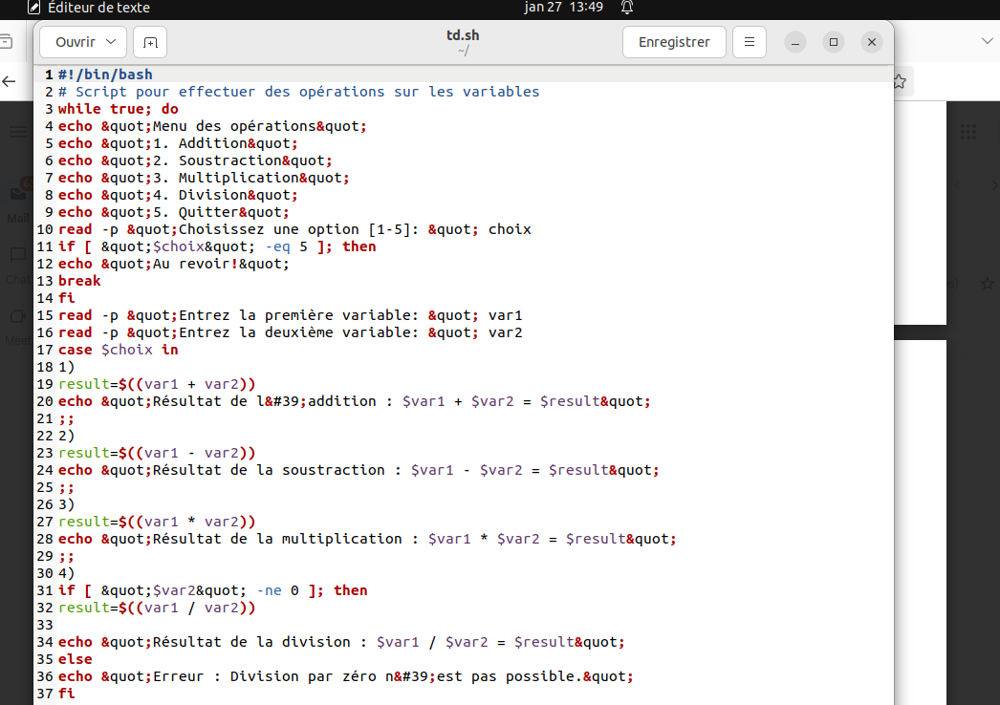 Éditeur de texte
jan 27 13:49
Ouvrir
td.sh
~/
Enregistrer
1 #!/bin/bash
2 # Script pour effectuer des opérations sur les variables
3 while true; do
4 echo &quot;Menu des opérations&quot;
5 echo &quot;1. Addition&quot;
6 echo &quot;2. Soustraction&quot;
7 echo &quot;3. Multiplication&quot;
8 echo &quot;4. Division&quot;
9 echo &quot;5. Quitter&quot;
10 read -p &quot;Choisissez une option [1-5]: &quot; choix
11 if [ &quot;$choix&quot; -eq 5 ]; then
12 echo &quot;Au revoir!&quot;
13 break
14 fi
15 read -p &quot;Entrez la première variable: &quot; var1
16 read -p &quot;Entrez la deuxième variable: &quot; var2
17 case $choix in
18 1)
19 result=$((var1 + var2))
20 echo &quot;Résultat de l&#39;addition : $var1 + $var2 = $result&quot;
21 ;;
22 2)
23 result=$((var1 - var2))
24 echo &quot;Résultat de la soustraction : $var1 - $var2 = $result&quot;
25 ;;
26 3)
27 result=$((var1 * var2))
28 echo &quot;Résultat de la multiplication : $var1 * $var2 = $result&quot;
29 ;;
30 4)
31 if [ &quot;$var2&quot; -ne 0 ]; then
32 result=$((var1 / var2))
33
34 echo &quot;Résultat de la division : $var1 / $var2 = $result&quot;
35 else
36 echo &quot;Erreur : Division par zéro n&#39;est pas possible.&quot;
37 fi
Mail
Chat
Meet